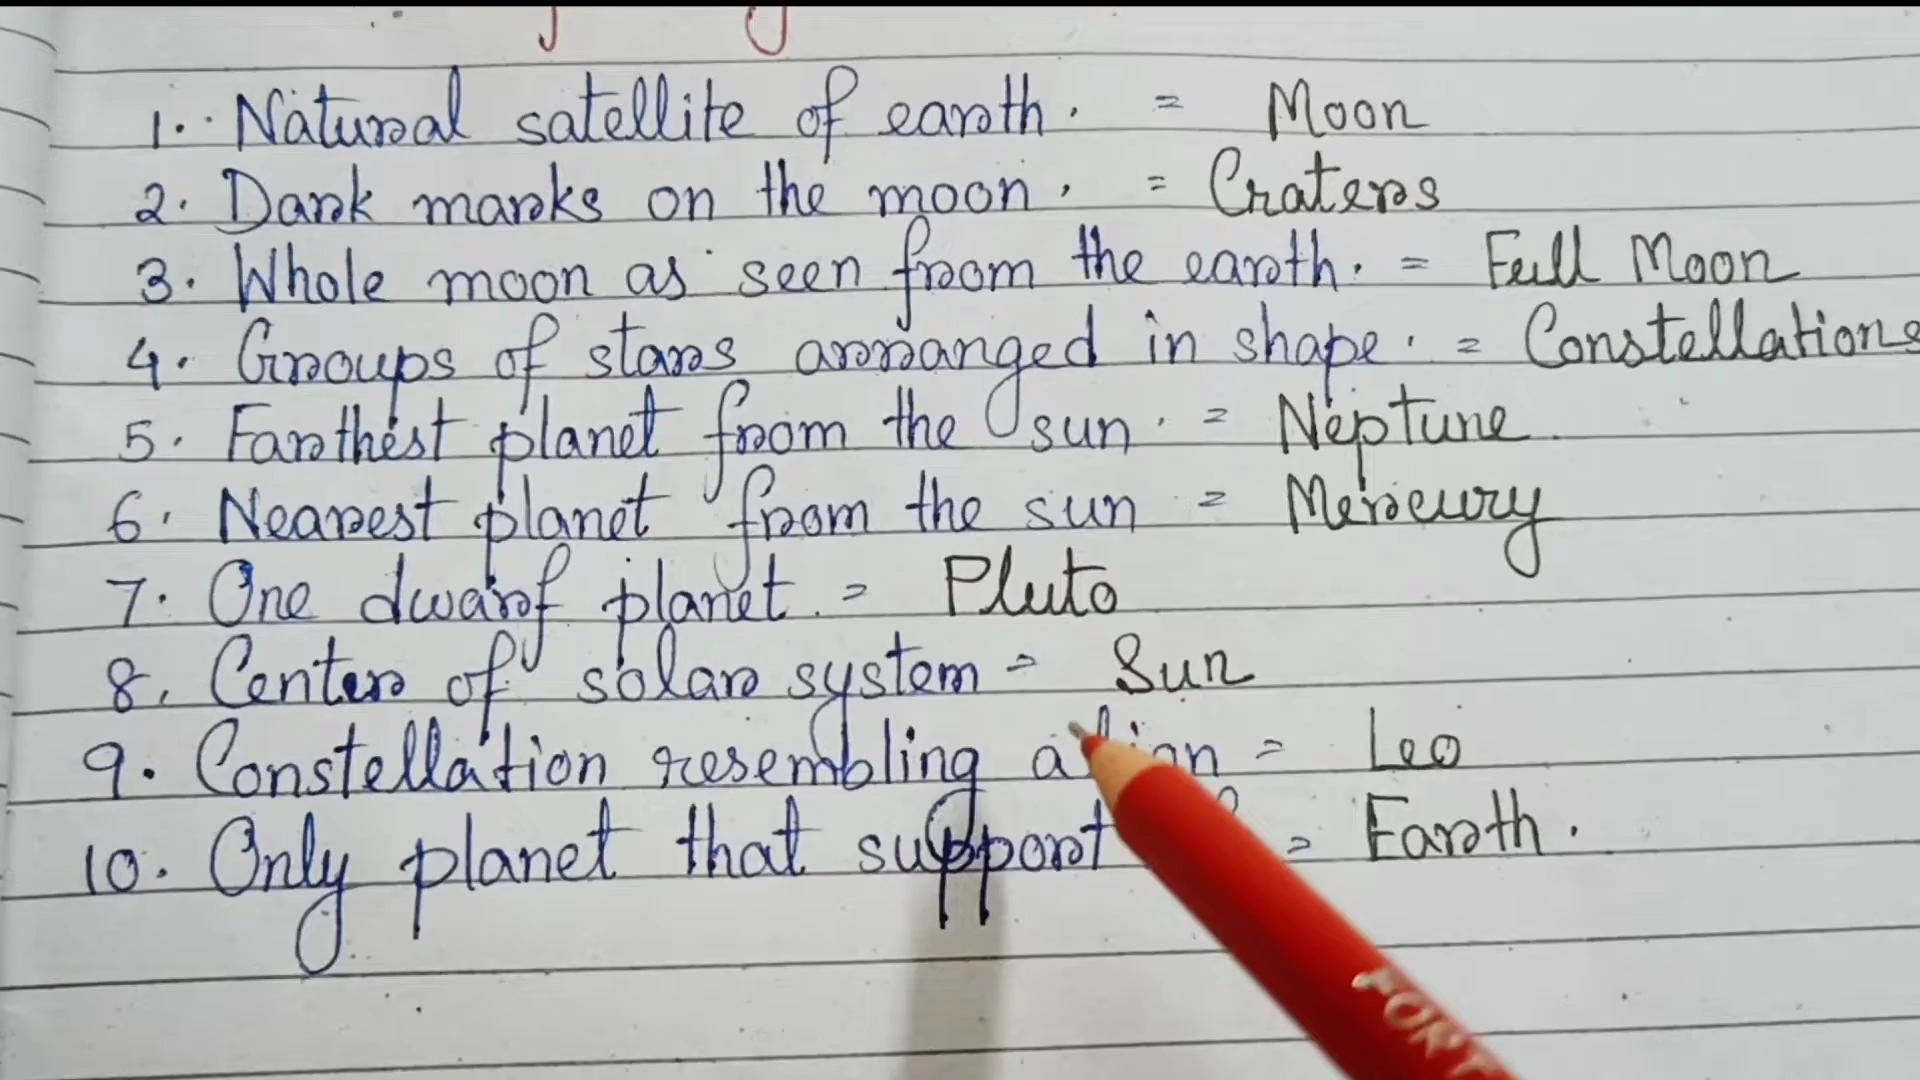 1. Natural satellite of earth. = Moon
2. Dark marks on the moon. = Craters
3. Whole moon as seen from the earth. = Full Moon
4. Groups of stars arranged in shape. = Constellations
5. Farthest planet from the sun. = Neptune
6. Nearest planet from the sun = Mercury
7. One dwarf planet. = Pluto
8. Center of solar system = Sun
9. Constellation resembling a lion = Leo
10. Only planet that support = Earth.